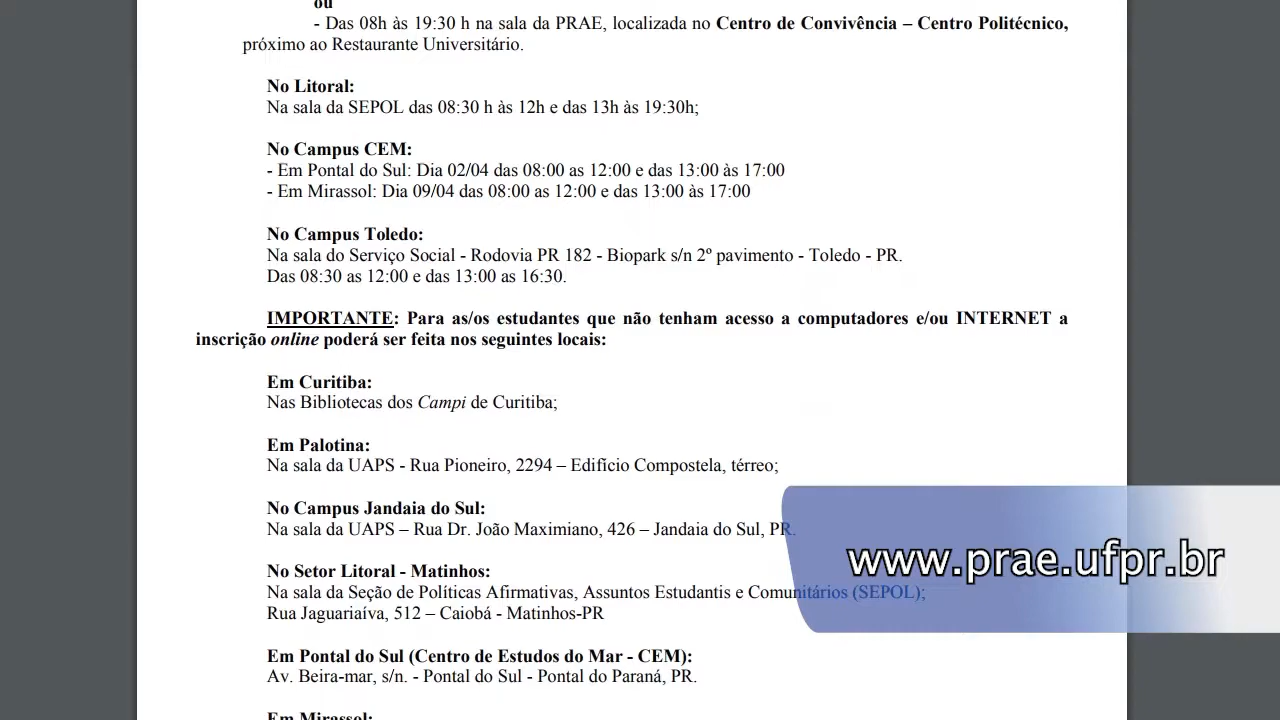 ou
- Das 08h às 19:30 h na sala da PRAE, localizada no Centro de Convivência – Centro Politécnico,
próximo ao Restaurante Universitário.
No Litoral:
Na sala da SEPOL das 08:30 h às 12h e das 13h às 19:30h;
No Campus CEM:
- Em Pontal do Sul: Dia 02/04 das 08:00 as 12:00 e das 13:00 às 17:00
- Em Mirassol: Dia 09/04 das 08:00 as 12:00 e das 13:00 às 17:00
No Campus Toledo:
Na sala do Serviço Social - Rodovia PR 182 - Biopark s/n 2º pavimento - Toledo - PR.
Das 08:30 as 12:00 e das 13:00 as 16:30.
IMPORTANTE: Para as/os estudantes que não tenham acesso a computadores e/ou INTERNET a
inscrição online poderá ser feita nos seguintes locais:
Em Curitiba:
Nas Bibliotecas dos Campi de Curitiba;
Em Palotina:
Na sala da UAPS - Rua Pioneiro, 2294 – Edifício Compostela, térreo;
No Campus Jandaia do Sul:
Na sala da UAPS – Rua Dr. João Maximiano, 426 – Jandaia do Sul, PR.
www.prae.ufpr.br
No Setor Litoral - Matinhos:
Na sala da Seção de Políticas Afirmativas, Assuntos Estudantis e Comunitários (SEPOL);
Rua Jaguariaíva, 512 – Caiobá - Matinhos-PR
Em Pontal do Sul (Centro de Estudos do Mar - CEM):
Av. Beira-mar, s/n. - Pontal do Sul - Pontal do Paraná, PR.
Em Mirassol: